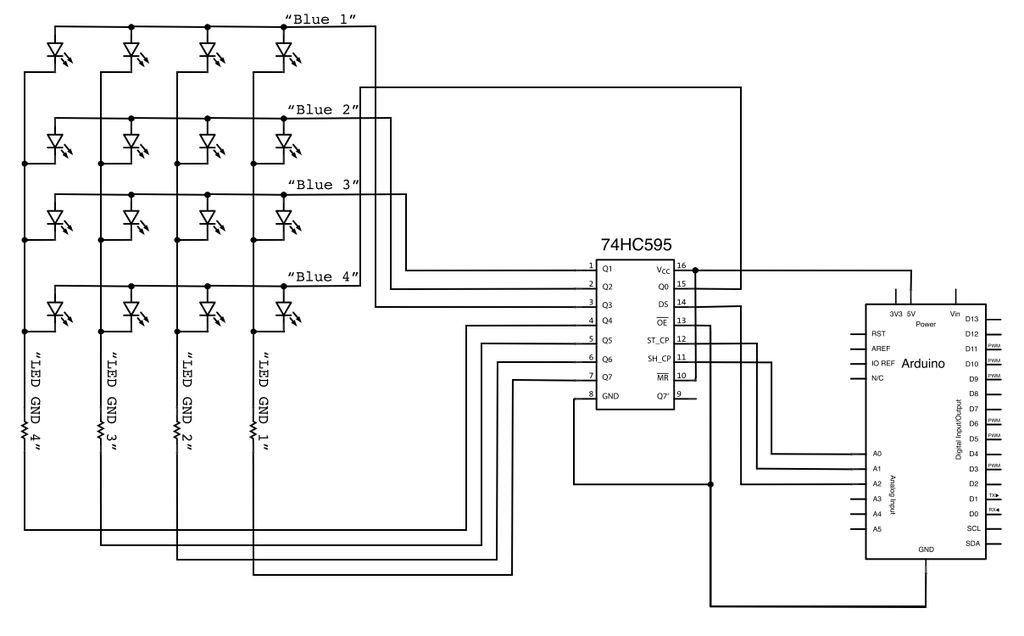 “Blue 1”
“Blue 2”
“Blue 3”
“Blue 4”
“LED GND 4”
“LED GND 3”
“LED GND 2”
“LED GND 1”
74HC595
1 Q1 VCC 16
2 Q2 Q0 15
3 Q3 DS 14
4 Q4 OE 13
5 Q5 ST_CP 12
6 Q6 SH_CP 11
7 Q7 MR 10
8 GND Q7' 9
3V3 5V Vin
Power
Arduino
RST
AREF
IO REF
N/C
A0
A1
A2
A3
A4
A5
Analog Input
Digital Input/Output
D13
D12
D11 PWM
D10 PWM
D9 PWM
D8
D7
D6 PWM
D5 PWM
D4
D3 PWM
D2
D1 TX▶
D0 RX◀
SCL
SDA
GND